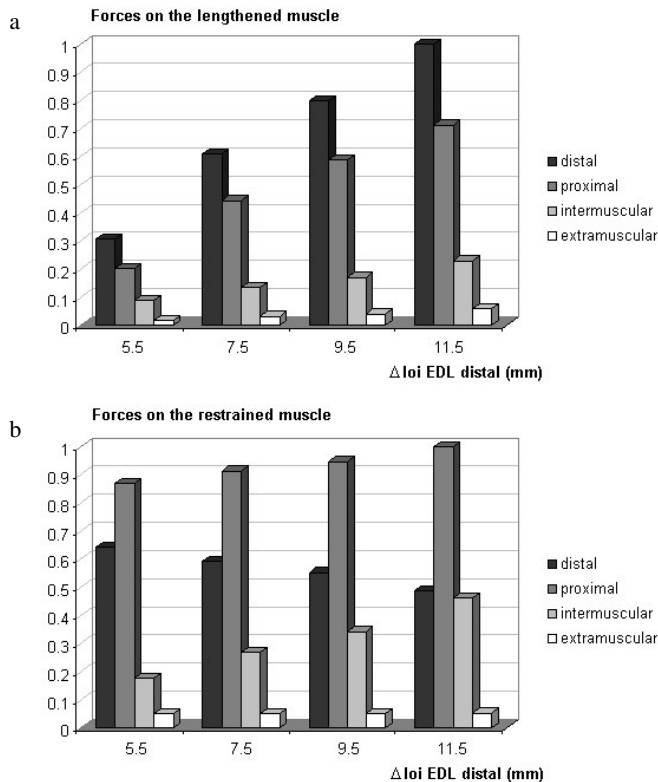 a
Forces on the lengthened muscle
1
0.9
0.8
0.7
0.6
0.5
0.4
0.3
0.2
0.1
0
distal
proximal
intermuscular
extramuscular
5.5 7.5 9.5 11.5
Δ loi EDL distal (mm)
b
Forces on the restrained muscle
1
0.9
0.8
0.7
0.6
0.5
0.4
0.3
0.2
0.1
0
distal
proximal
intermuscular
extramuscular
5.5 7.5 9.5 11.5
Δ loi EDL distal (mm)